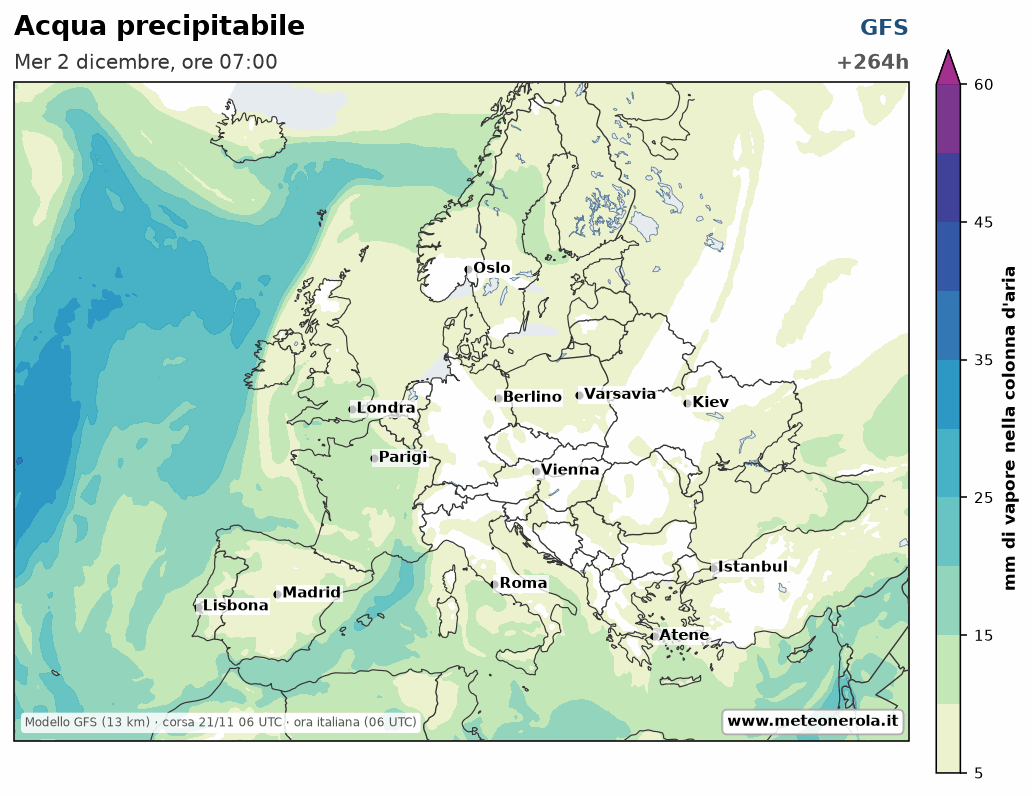 Acqua precipitabile
GFS
Mer 2 dicembre, ore 07:00
+264h
60
45
35
25
15
5
mm di vapore nella colonna d'aria
Oslo
Berlino
Varsavia
Kiev
Londra
Parigi
Vienna
Istanbul
Roma
Madrid
Lisbona
Atene
Modello GFS (13 km) · corsa 21/11 06 UTC · ora italiana (06 UTC)
www.meteonerola.it